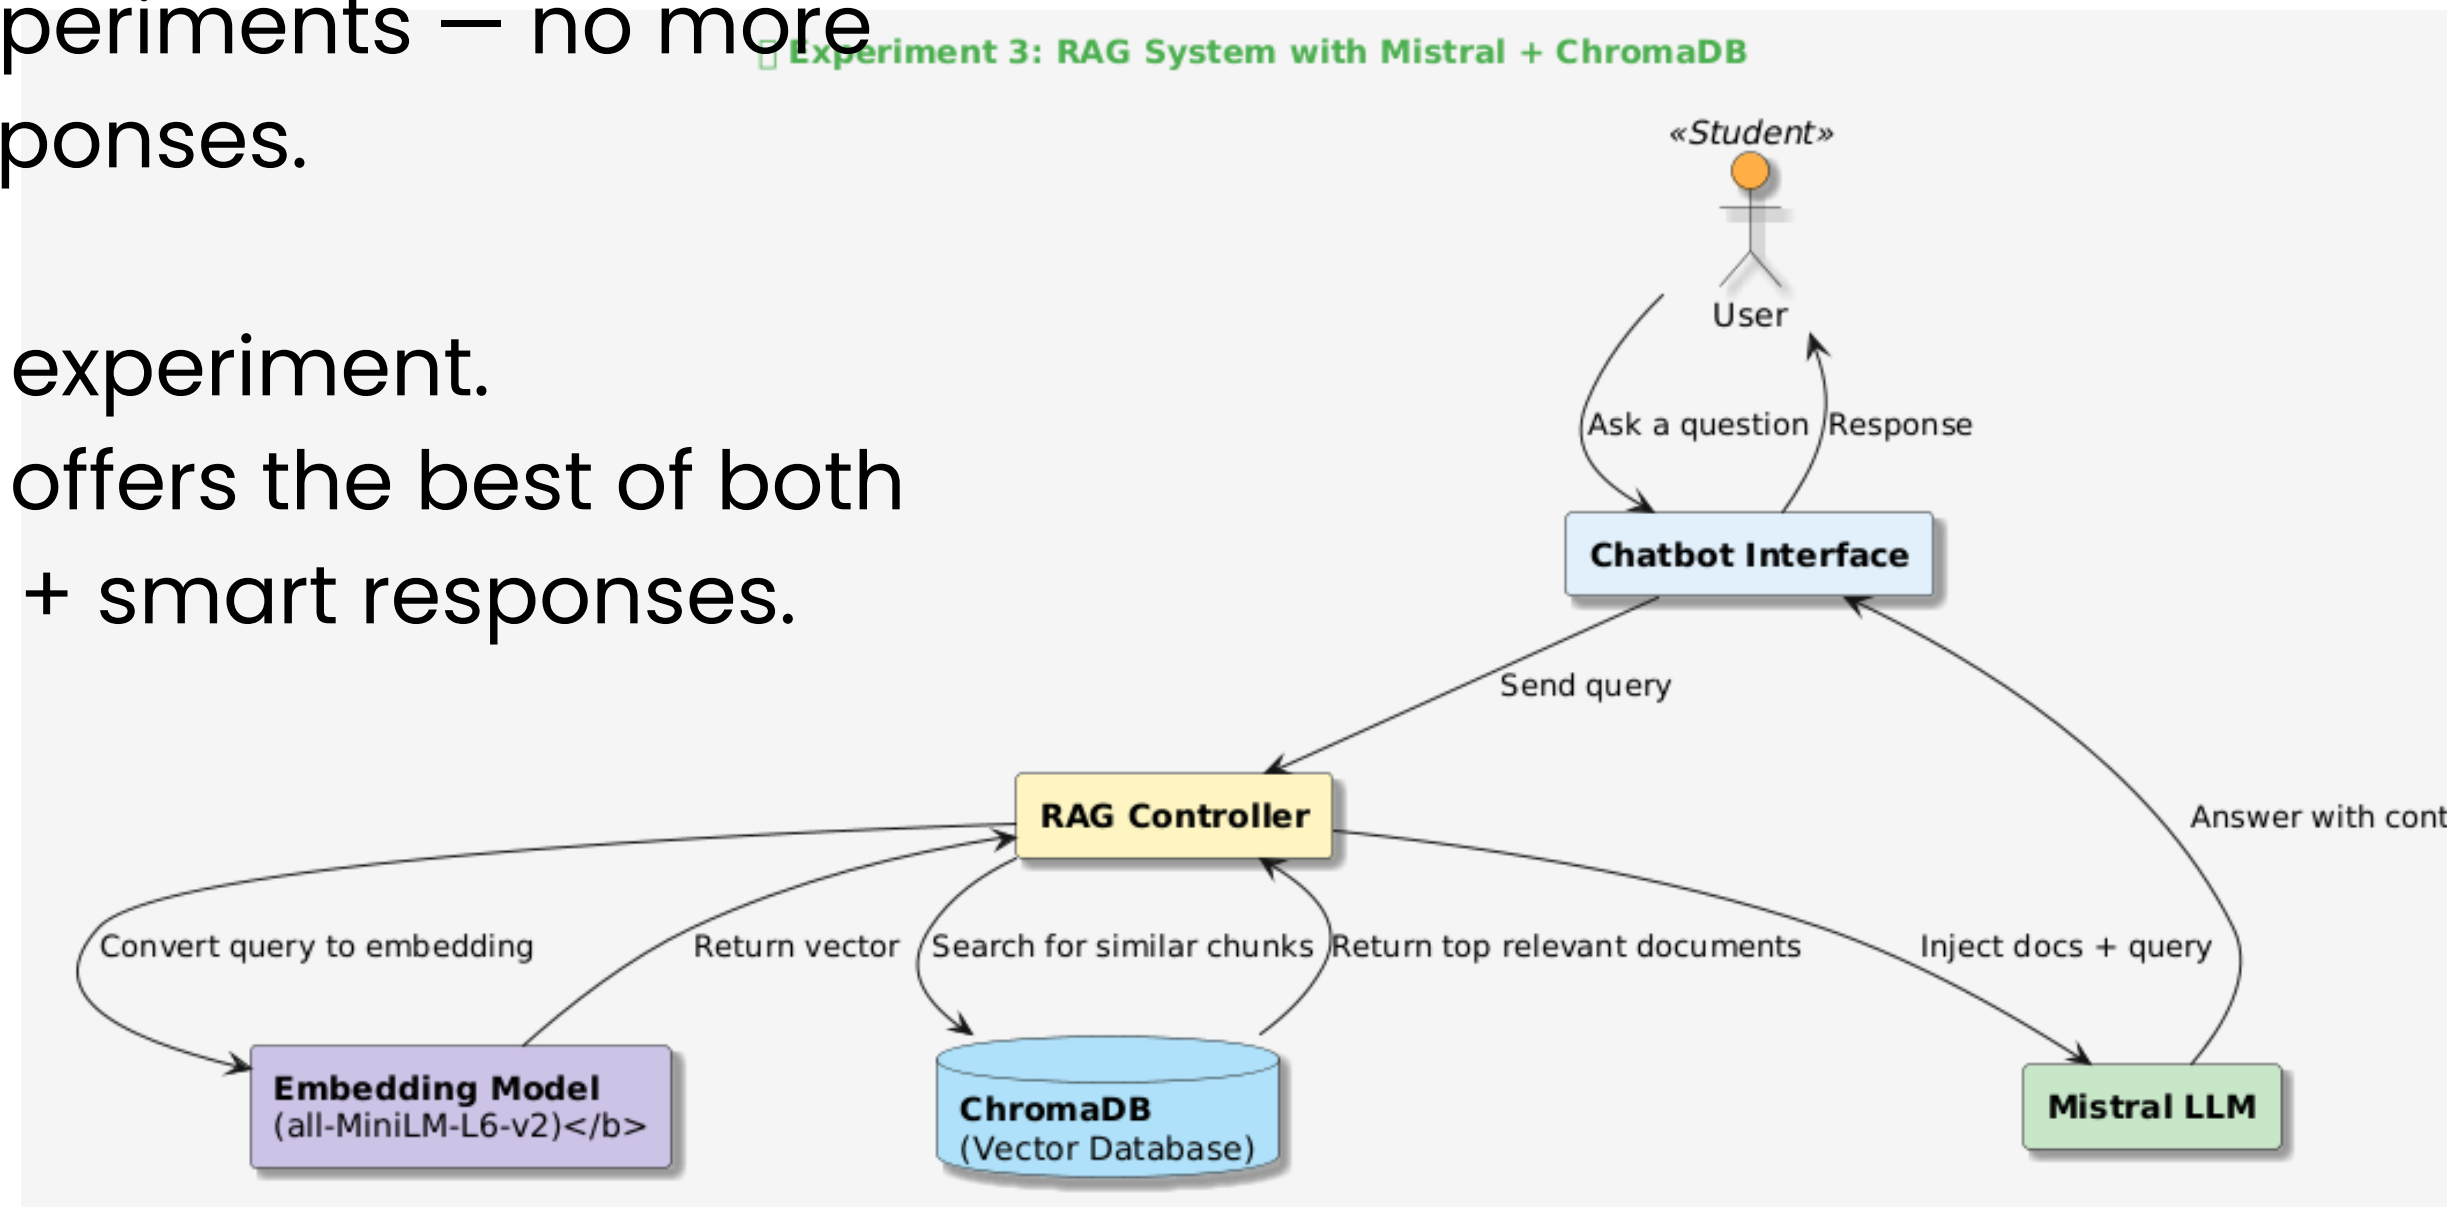 periments — no more
ponses.
experiment.
offers the best of both
+ smart responses.
Experiment 3: RAG System with Mistral + ChromaDB
«Student»
User
Ask a question
Response
Chatbot Interface
Send query
RAG Controller
Answer with cont
Convert query to embedding
Return vector
Search for similar chunks
Return top relevant documents
Inject docs + query
Embedding Model
(all-MiniLM-L6-v2)</b>
ChromaDB
(Vector Database)
Mistral LLM